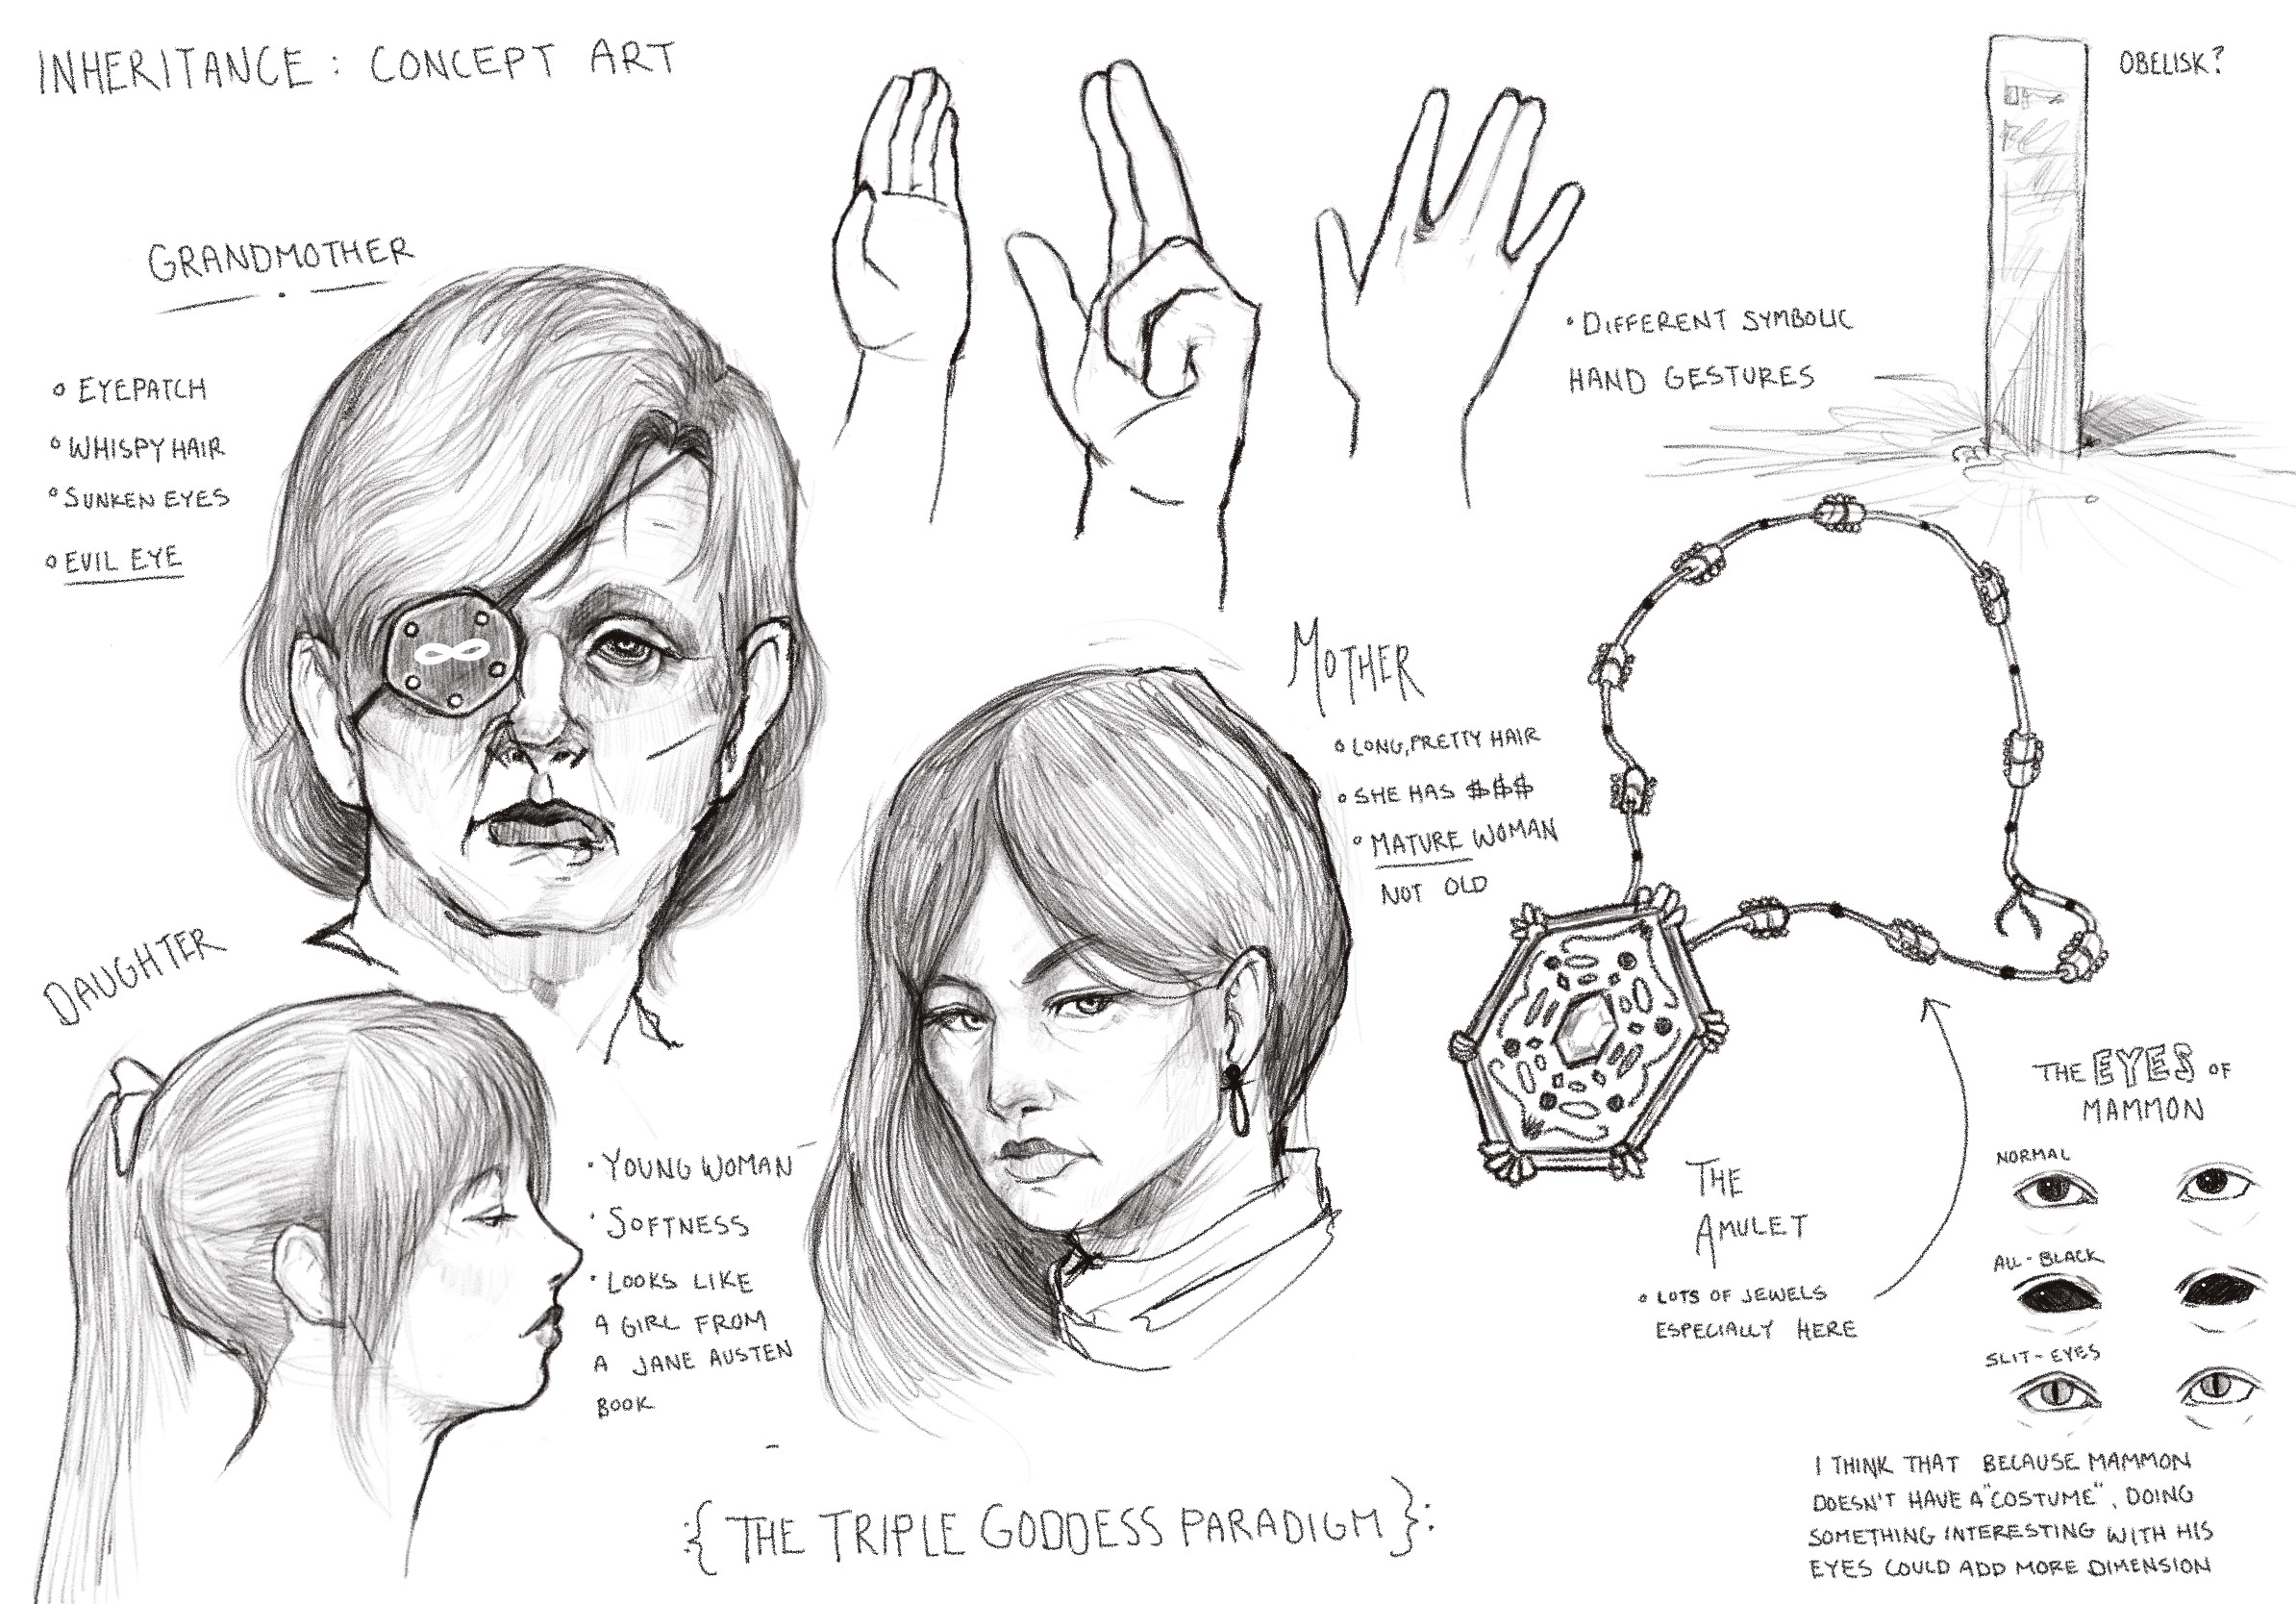 INHERITANCE: CONCEPT ART
OBELISK?
GRANDMOTHER
EYEPATCH
WHISPY HAIR
SUNKEN EYES
EVIL EYE
• DIFFERENT SYMBOLIC
HAND GESTURES
MOTHER
LONG, PRETTY HAIR
SHE HAS $$$
MATURE WOMAN
NOT OLD
DAUGHTER
• YOUNG WOMAN
• SOFTNESS
• LOOKS LIKE
A GIRL FROM
A JANE AUSTEN
BOOK
THE
AMULET
LOTS OF JEWELS
ESPECIALLY HERE
THE EYES OF
MAMMON
NORMAL
ALL-BLACK
SLIT-EYES
I THINK THAT BECAUSE MAMMON
DOESN'T HAVE A "COSTUME", DOING
SOMETHING INTERESTING WITH HIS
EYES COULD ADD MORE DIMENSION
:{ THE TRIPLE GODDESS PARADIGM }: